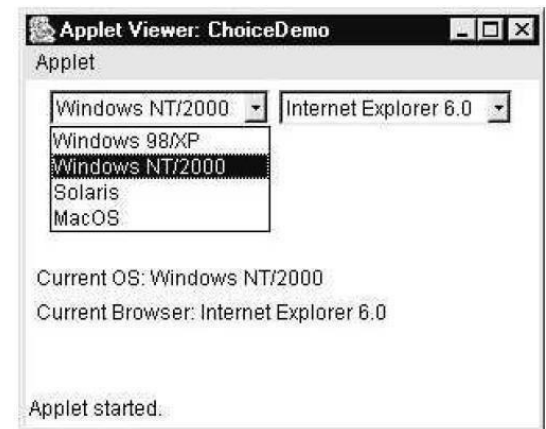 Applet Viewer: ChoiceDemo
Applet
Windows NT/2000 Internet Explorer 6.0
Windows 98/XP
Windows NT/2000
Solaris
MacOS
Current OS: Windows NT/2000
Current Browser: Internet Explorer 6.0
Applet started.